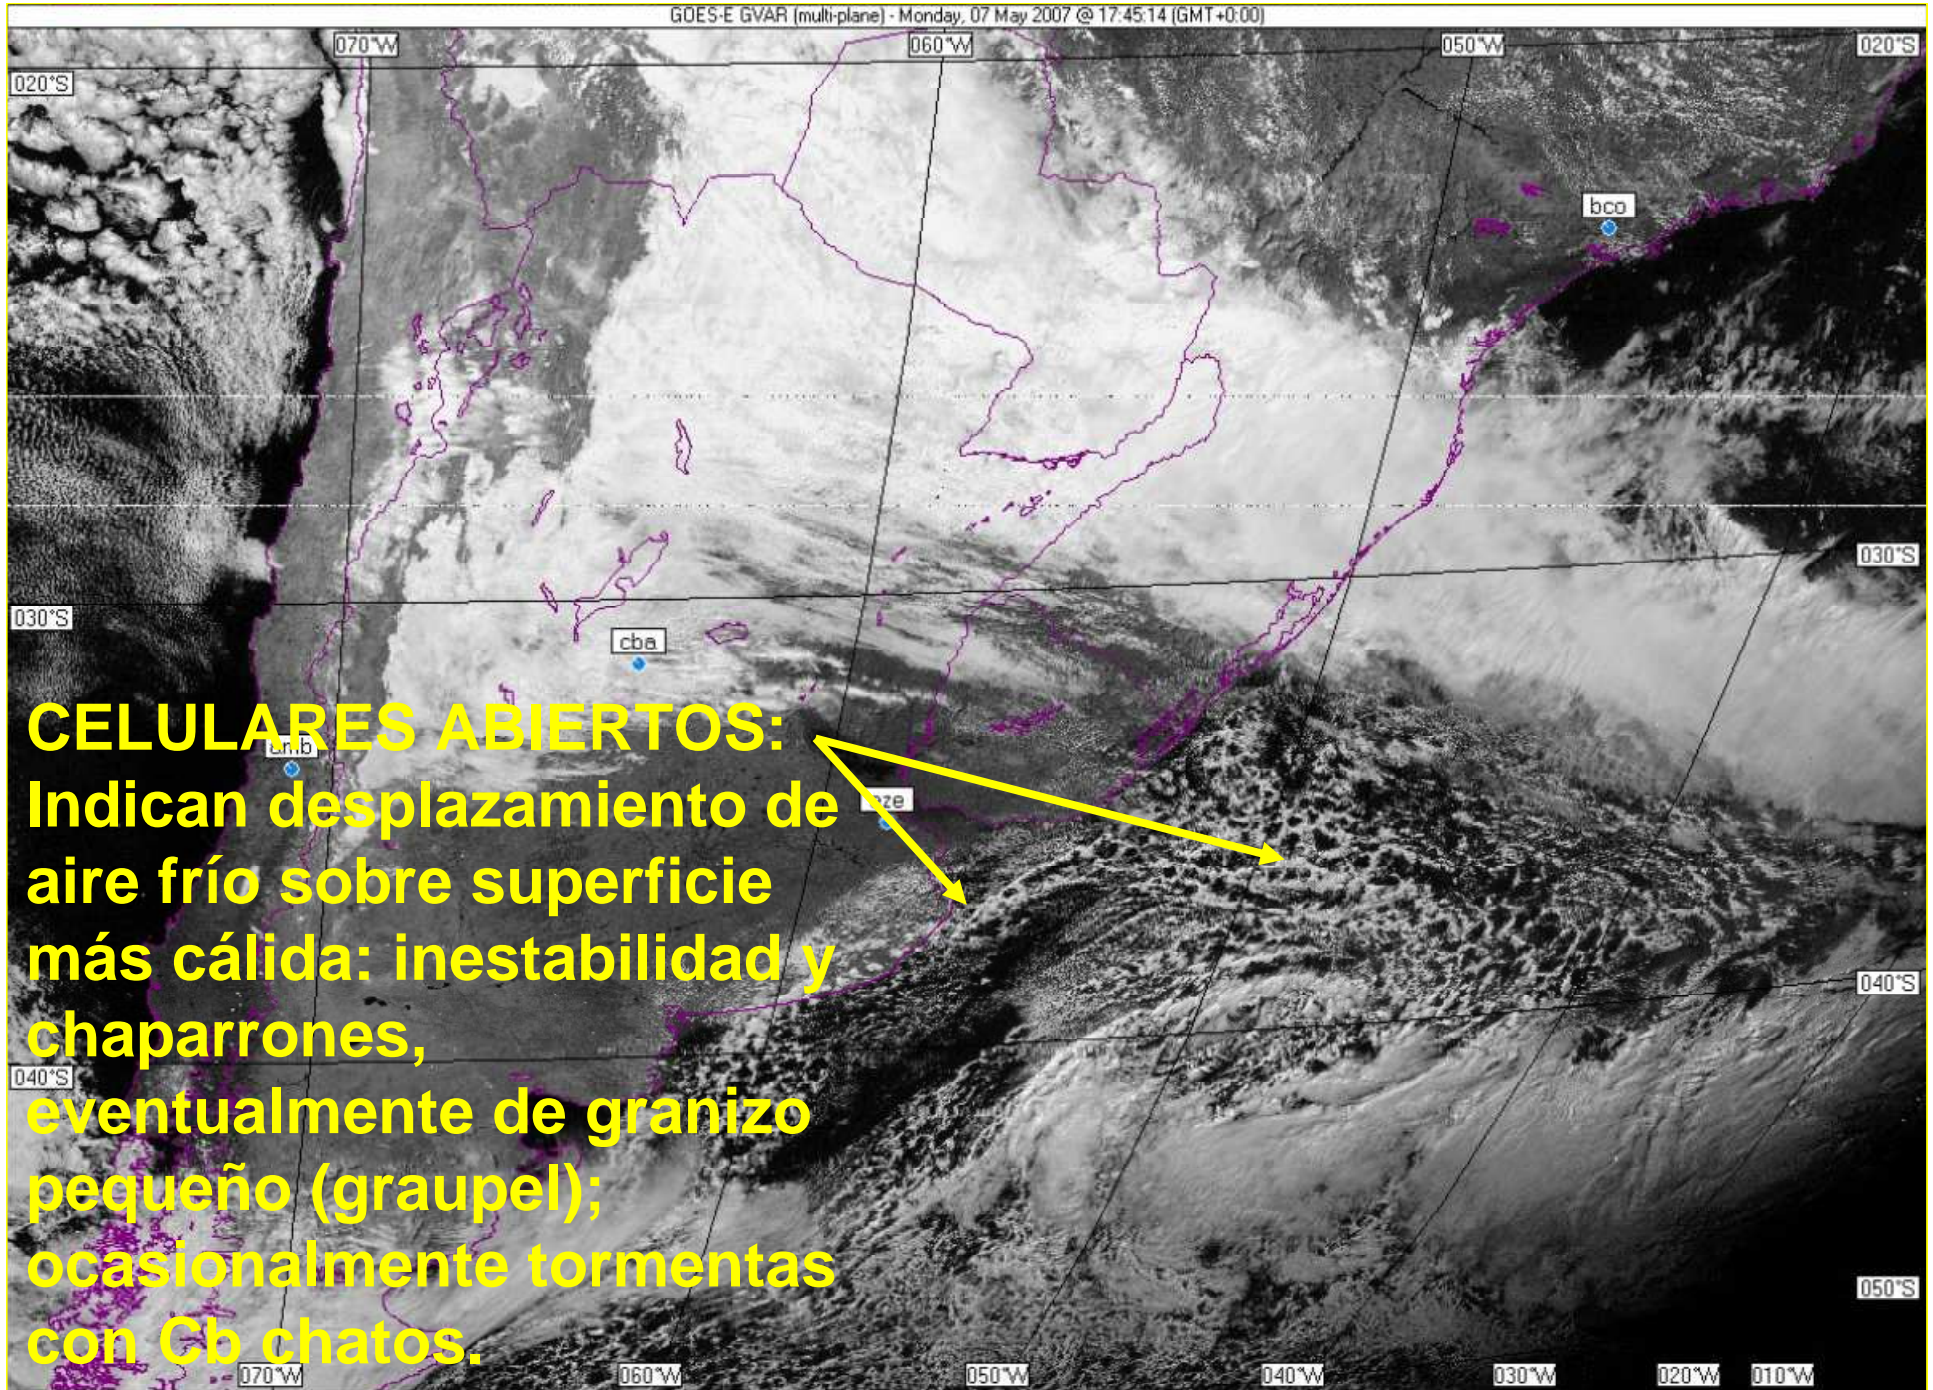 GOES-E GVAR (multi-plane) - Monday, 07 May 2007 @ 17:45:14 (GMT+0:00)
070°W 060°W 050°W 020°S
020°S
bco
030°S
030°S
cba
CELULARES ABIERTOS:
amb
Indican desplazamiento de
eze
aire frío sobre superficie
más cálida: inestabilidad y
040°S
chaparrones,
040°S
eventualmente de granizo
pequeño (graupel);
ocasionalmente tormentas
050°S
con Cb chatos.
070°W 060°W 050°W 040°W 030°W 020°W 010°W